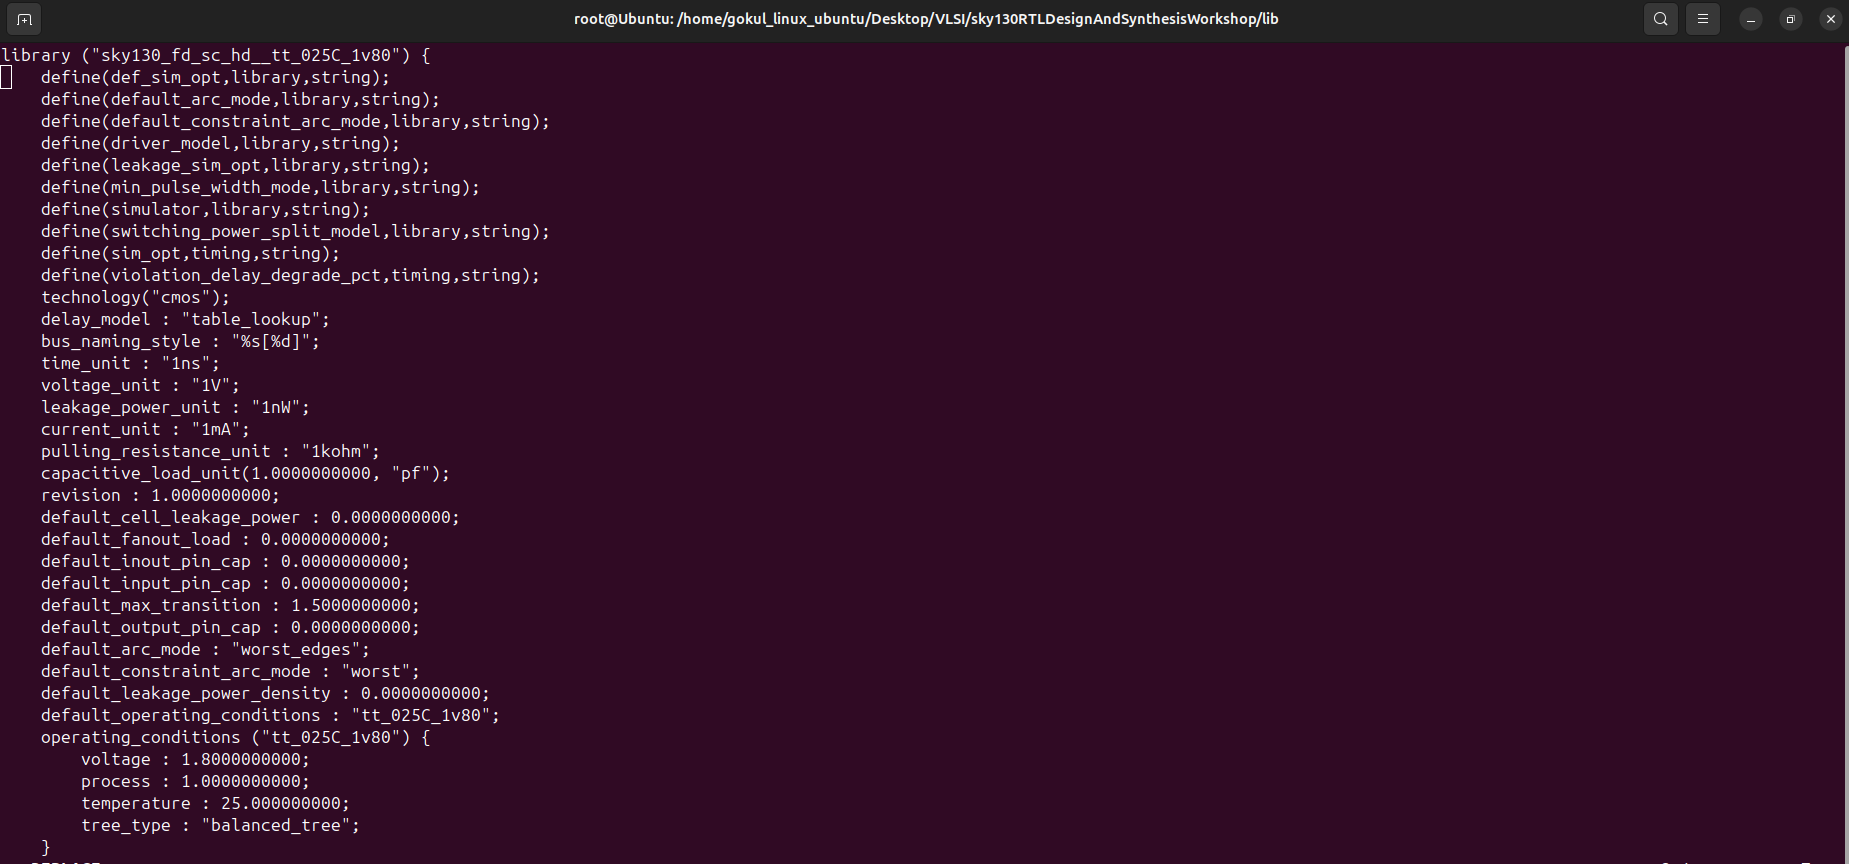 root@Ubuntu: /home/gokul_linux_ubuntu/Desktop/VLSI/sky130RTLDesignAndSynthesisWorkshop/lib
library ("sky130_fd_sc_hd__tt_025C_1v80") {
    define(def_sim_opt,library,string);
    define(default_arc_mode,library,string);
    define(default_constraint_arc_mode,library,string);
    define(driver_model,library,string);
    define(leakage_sim_opt,library,string);
    define(min_pulse_width_mode,library,string);
    define(simulator,library,string);
    define(switching_power_split_model,library,string);
    define(sim_opt,timing,string);
    define(violation_delay_degrade_pct,timing,string);
    technology("cmos");
    delay_model : "table_lookup";
    bus_naming_style : "%s[%d]";
    time_unit : "1ns";
    voltage_unit : "1V";
    leakage_power_unit : "1nW";
    current_unit : "1mA";
    pulling_resistance_unit : "1kohm";
    capacitive_load_unit(1.0000000000, "pf");
    revision : 1.0000000000;
    default_cell_leakage_power : 0.0000000000;
    default_fanout_load : 0.0000000000;
    default_inout_pin_cap : 0.0000000000;
    default_input_pin_cap : 0.0000000000;
    default_max_transition : 1.5000000000;
    default_output_pin_cap : 0.0000000000;
    default_arc_mode : "worst_edges";
    default_constraint_arc_mode : "worst";
    default_leakage_power_density : 0.0000000000;
    default_operating_conditions : "tt_025C_1v80";
    operating_conditions ("tt_025C_1v80") {
        voltage : 1.8000000000;
        process : 1.0000000000;
        temperature : 25.000000000;
        tree_type : "balanced_tree";
    }